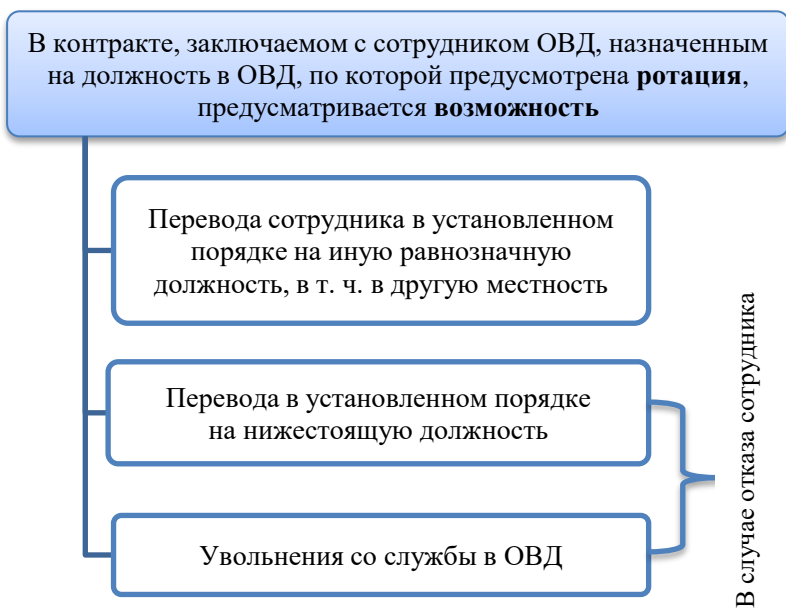 В контракте, заключаемом с сотрудником ОВД, назначенным
на должность в ОВД, по которой предусмотрена ротация,
предусматривается возможность
Перевода сотрудника в установленном
порядке на иную равнозначную
должность, в т. ч. в другую местность
Перевода в установленном порядке
на нижестоящую должность
Увольнения со службы в ОВД
В случае отказа сотрудника